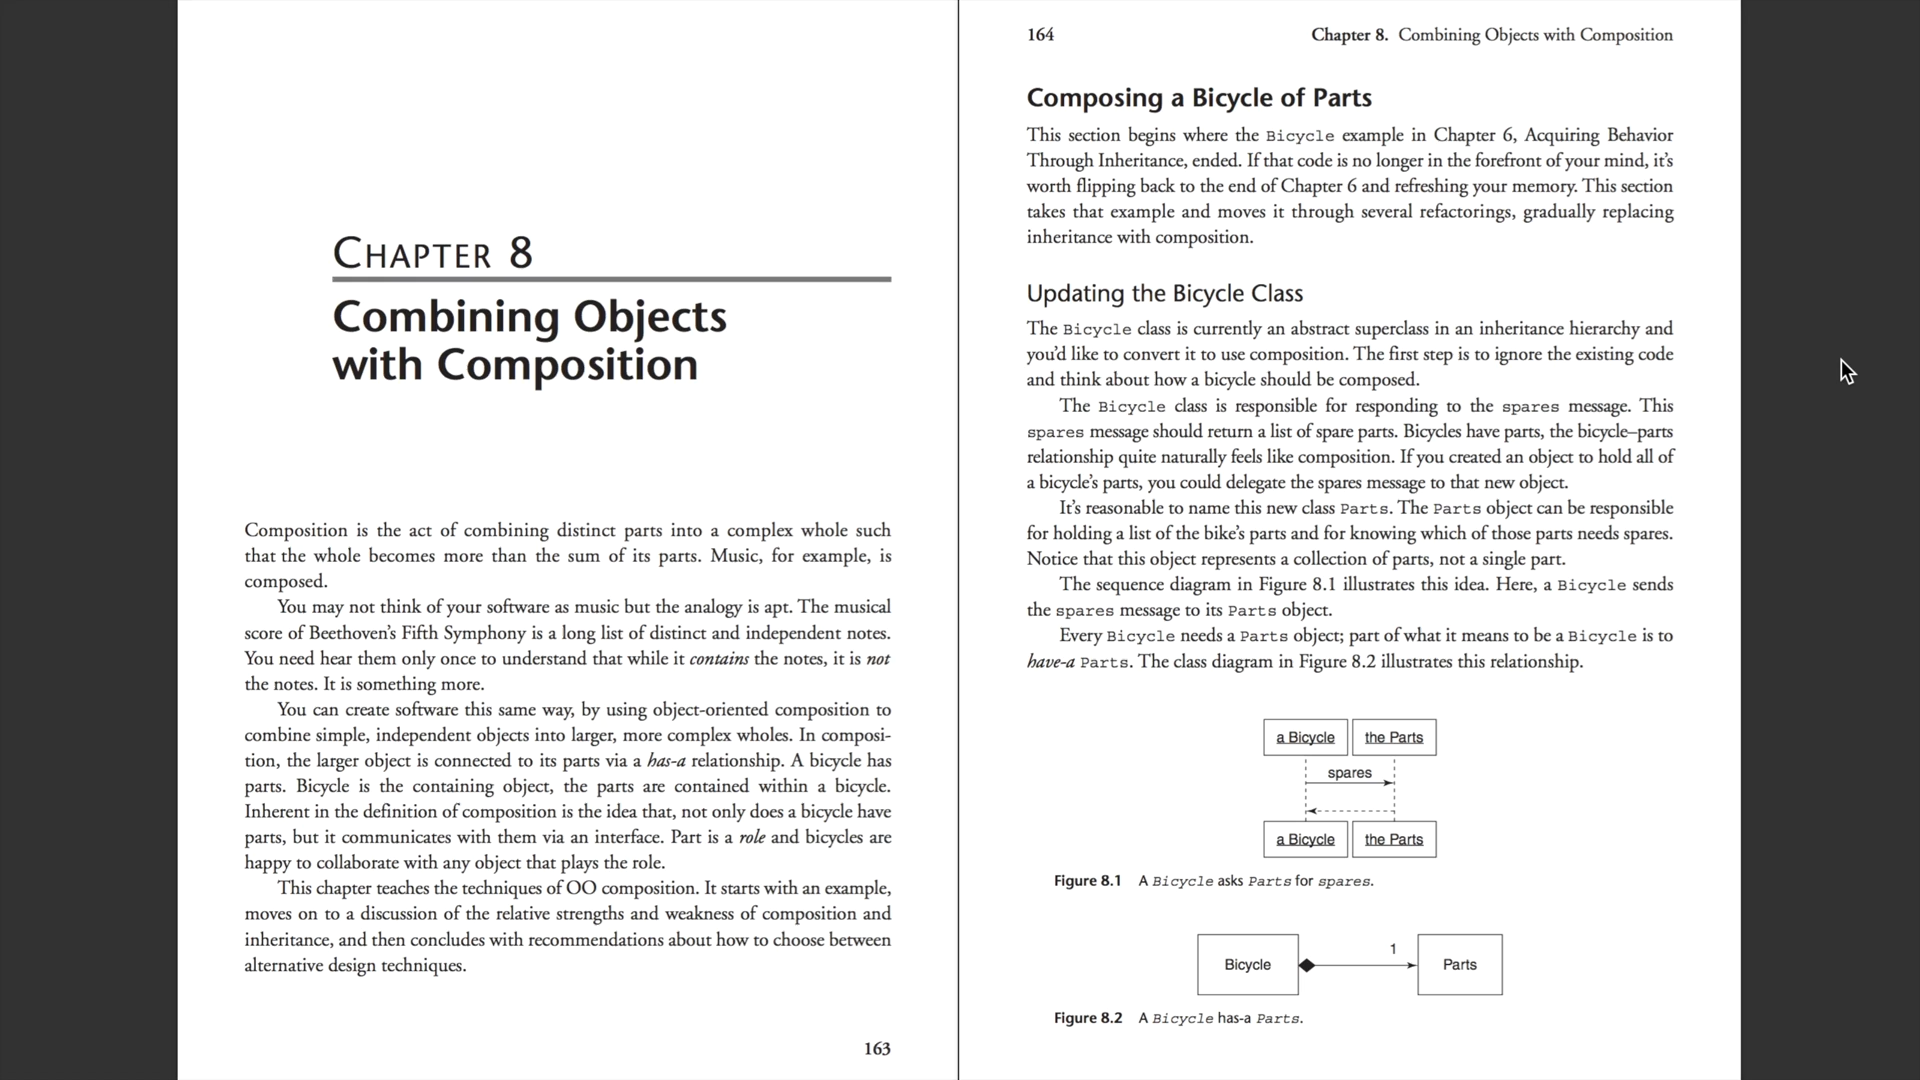 CHAPTER 8
Combining Objects
with Composition
Composition is the act of combining distinct parts into a complex whole such
that the whole becomes more than the sum of its parts. Music, for example, is
composed.
You may not think of your software as music but the analogy is apt. The musical
score of Beethoven’s Fifth Symphony is a long list of distinct and independent notes.
You need hear them only once to understand that while it contains the notes, it is not
the notes. It is something more.
You can create software this same way, by using object-oriented composition to
combine simple, independent objects into larger, more complex wholes. In composi-
tion, the larger object is connected to its parts via a has-a relationship. A bicycle has
parts. Bicycle is the containing object, the parts are contained within a bicycle.
Inherent in the definition of composition is the idea that, not only does a bicycle have
parts, but it communicates with them via an interface. Part is a role and bicycles are
happy to collaborate with any object that plays the role.
This chapter teaches the techniques of OO composition. It starts with an example,
moves on to a discussion of the relative strengths and weakness of composition and
inheritance, and then concludes with recommendations about how to choose between
alternative design techniques.
163
164 Chapter 8. Combining Objects with Composition
Composing a Bicycle of Parts
This section begins where the Bicycle example in Chapter 6, Acquiring Behavior
Through Inheritance, ended. If that code is no longer in the forefront of your mind, it’s
worth flipping back to the end of Chapter 6 and refreshing your memory. This section
takes that example and moves it through several refactorings, gradually replacing
inheritance with composition.
Updating the Bicycle Class
The Bicycle class is currently an abstract superclass in an inheritance hierarchy and
you’d like to convert it to use composition. The first step is to ignore the existing code
and think about how a bicycle should be composed.
The Bicycle class is responsible for responding to the spares message. This
spares message should return a list of spare parts. Bicycles have parts, the bicycle–parts
relationship quite naturally feels like composition. If you created an object to hold all of
a bicycle’s parts, you could delegate the spares message to that new object.
It’s reasonable to name this new class Parts. The Parts object can be responsible
for holding a list of the bike’s parts and for knowing which of those parts needs spares.
Notice that this object represents a collection of parts, not a single part.
The sequence diagram in Figure 8.1 illustrates this idea. Here, a Bicycle sends
the spares message to its Parts object.
Every Bicycle needs a Parts object; part of what it means to be a Bicycle is to
have-a Parts. The class diagram in Figure 8.2 illustrates this relationship.
a Bicycle the Parts
spares
a Bicycle the Parts
Figure 8.1 A Bicycle asks Parts for spares.
1
Bicycle Parts
Figure 8.2 A Bicycle has-a Parts.